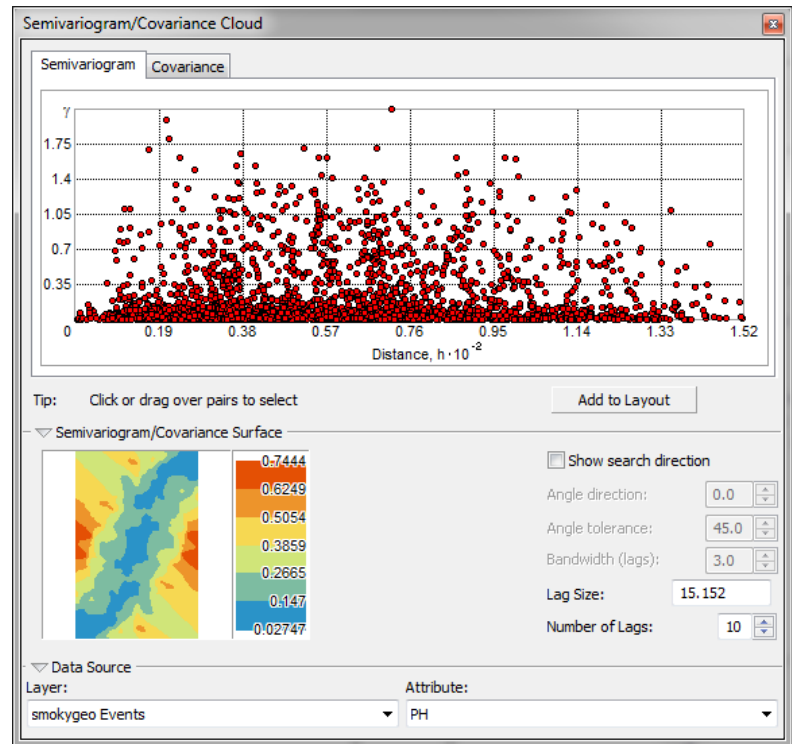 Semivariogram/Covariance Cloud
Semivariogram Covariance
γ
1.75
1.4
1.05
0.7
0.35
0 0.19 0.38 0.57 0.76 0.95 1.14 1.33 1.52
Distance, h·10⁻²
Tip: Click or drag over pairs to select Add to Layout
Semivariogram/Covariance Surface
0.7444
0.6249
0.5054
0.3859
0.2665
0.147
0.02747
Show search direction
Angle direction: 0.0
Angle tolerance: 45.0
Bandwidth (lags): 3.0
Lag Size: 15.152
Number of Lags: 10
Data Source
Layer: Attribute:
smokygeo Events PH